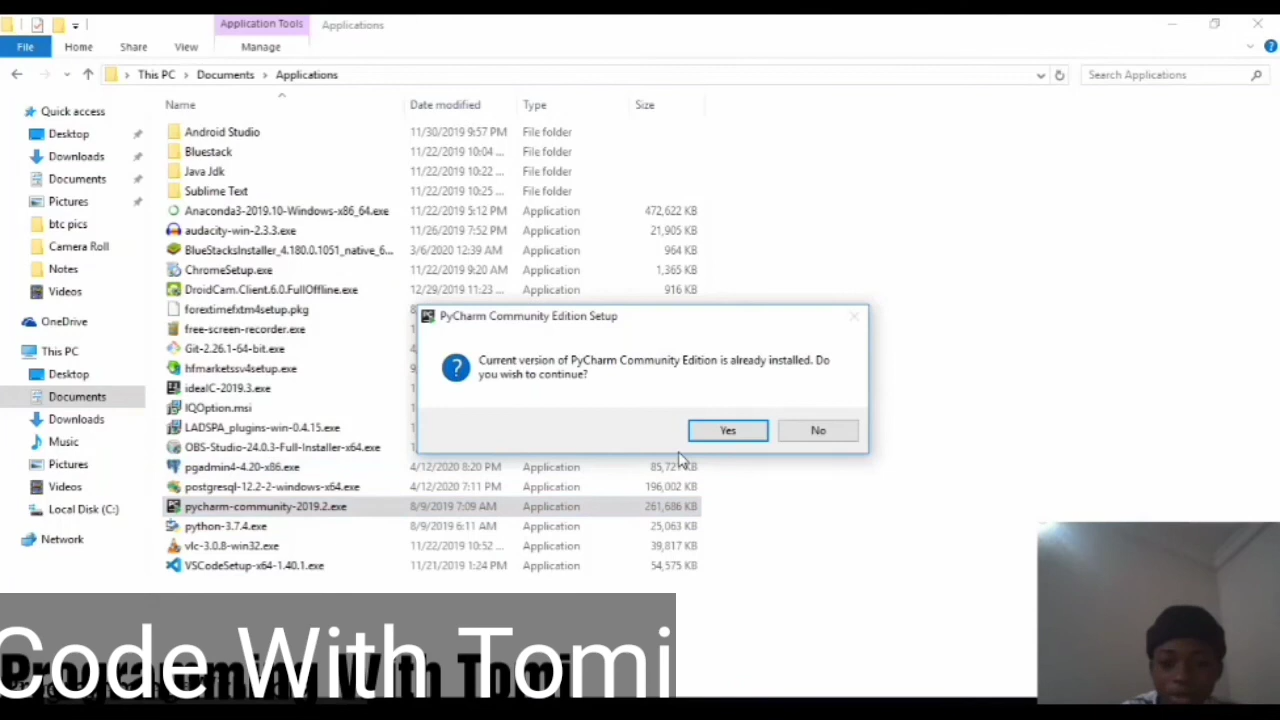 Application Tools
Applications
File
Home
Share
View
Manage
This PC
Documents
Applications
Search Applications
Name
Date modified
Type
Size
Quick access
Desktop
Downloads
Documents
Pictures
btc pics
Camera Roll
Notes
Videos
OneDrive
This PC
Desktop
Documents
Downloads
Music
Pictures
Videos
Local Disk (C:)
Network
Android Studio 11/30/2019 9:57 PM File folder
Bluestack 11/22/2019 10:04 ... File folder
Java Jdk 11/22/2019 10:22 ... File folder
Sublime Text 11/22/2019 10:25 ... File folder
Anaconda3-2019.10-Windows-x86_64.exe 11/22/2019 5:12 PM Application 472,622 KB
audacity-win-2.3.3.exe 11/26/2019 7:52 PM Application 21,905 KB
BlueStacksInstaller_4.180.0.1051_native_6... 3/6/2020 12:39 AM Application 964 KB
ChromeSetup.exe 11/22/2019 9:20 AM Application 1,365 KB
DroidCam.Client.6.0.FullOffline.exe 12/29/2019 11:23 ... Application 916 KB
forextimefxtm4setup.pkg
free-screen-recorder.exe
Git-2.26.1-64-bit.exe
hfmarketssv4setup.exe
ideaIC-2019.3.exe
IQOption.msi
LADSPA_plugins-win-0.4.15.exe
OBS-Studio-24.0.3-Full-Installer-x64.exe
pgadmin4-4.20-x86.exe 4/12/2020 8:20 PM Application 85,72 KB
postgresql-12.2-2-windows-x64.exe 4/12/2020 7:11 PM Application 196,002 KB
pycharm-community-2019.2.exe 8/9/2019 7:09 AM Application 261,686 KB
python-3.7.4.exe 8/9/2019 6:11 AM Application 25,063 KB
vlc-3.0.8-win32.exe 11/22/2019 10:52 ... Application 39,817 KB
VSCodeSetup-x64-1.40.1.exe 11/21/2019 1:24 PM Application 54,575 KB
PyCharm Community Edition Setup
Current version of PyCharm Community Edition is already installed. Do
you wish to continue?
Yes
No
Code With Tomi
Programming With Tomi